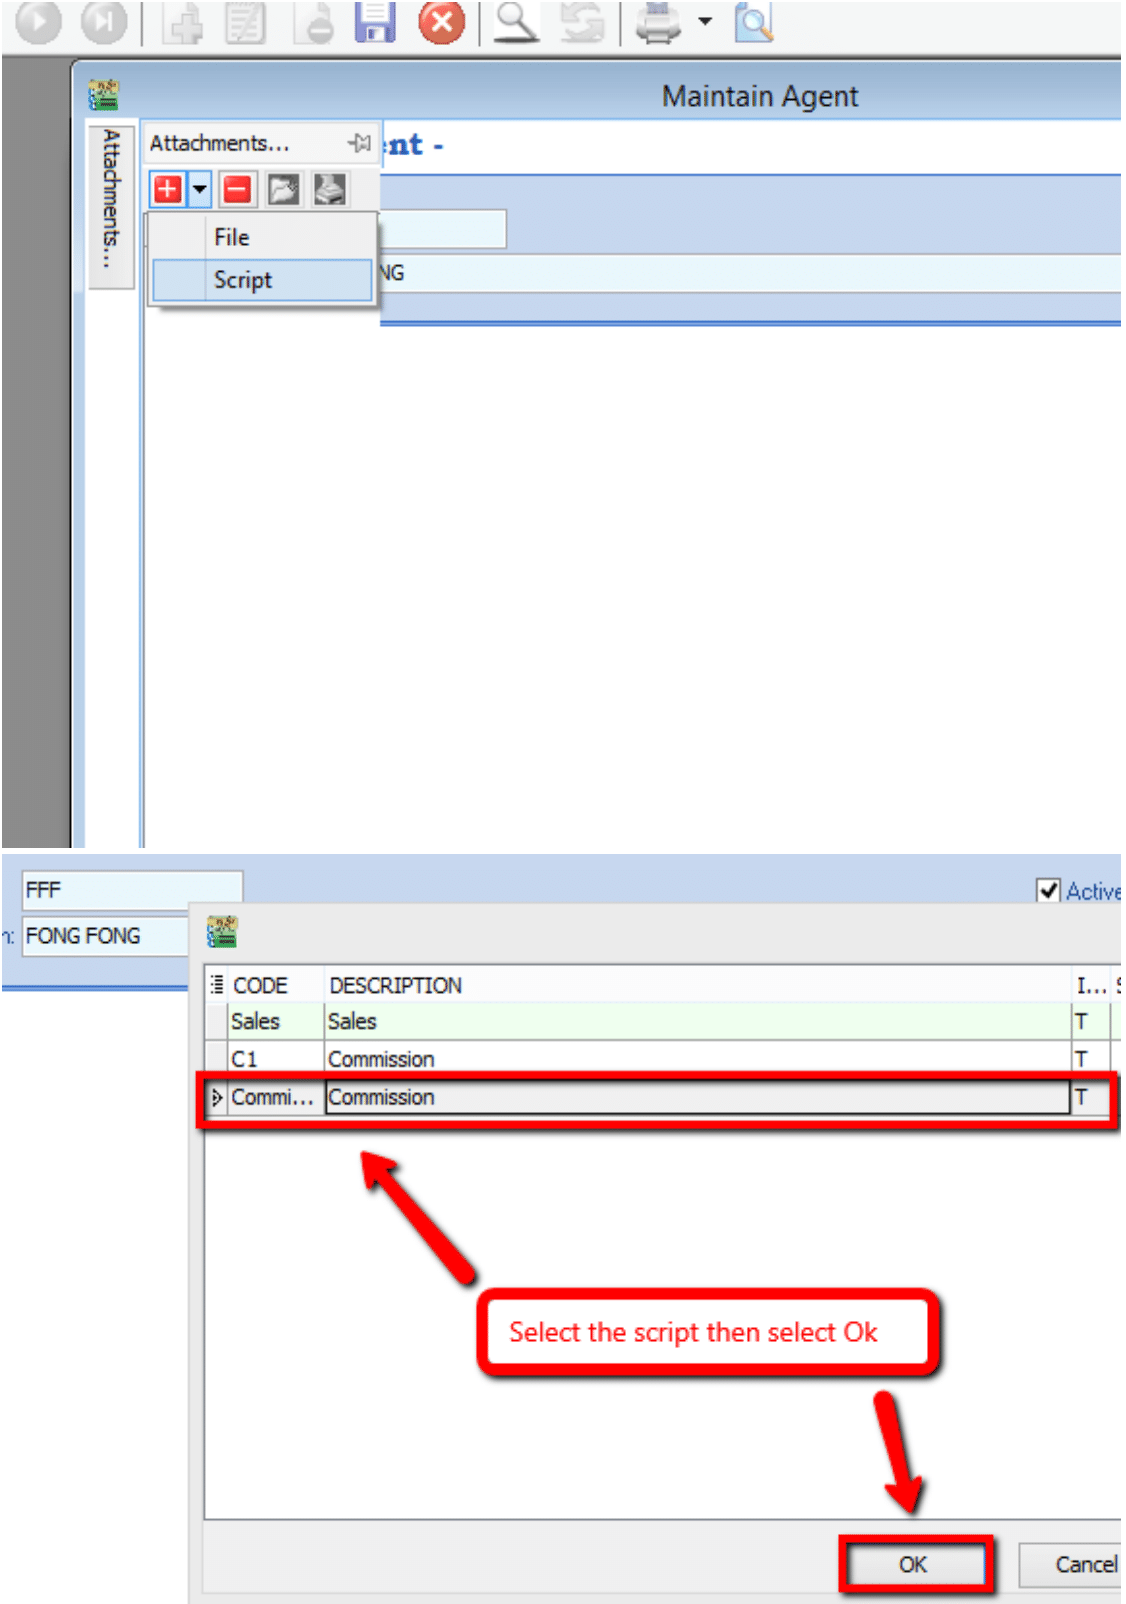 Maintain Agent
Attachments...
Attachments...
nt -
File
Script
NG
FFF
Active
n: FONG FONG
CODE DESCRIPTION I... S
Sales Sales T
C1 Commission T
Commi... Commission T
Select the script then select Ok
OK Cancel